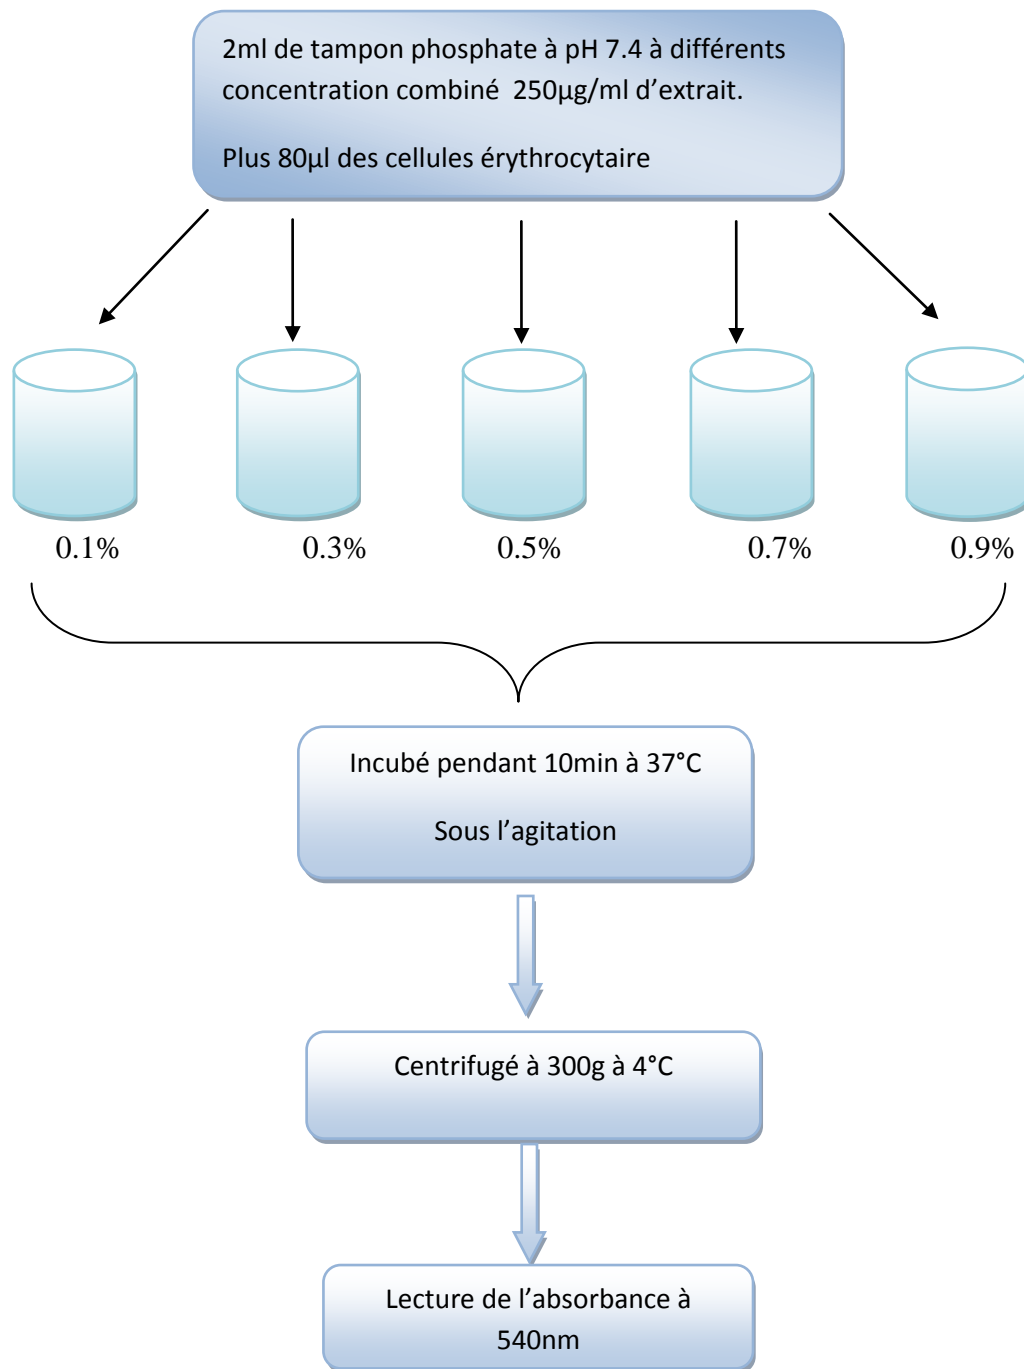 2ml de tampon phosphate à pH 7.4 à différents
concentration combiné  250µg/ml d’extrait.
Plus 80µl des cellules érythrocytaire
0.1%
0.3%
0.5%
0.7%
0.9%
Incubé pendant 10min à 37°C
Sous l’agitation
Centrifugé à 300g à 4°C
Lecture de l’absorbance à
540nm